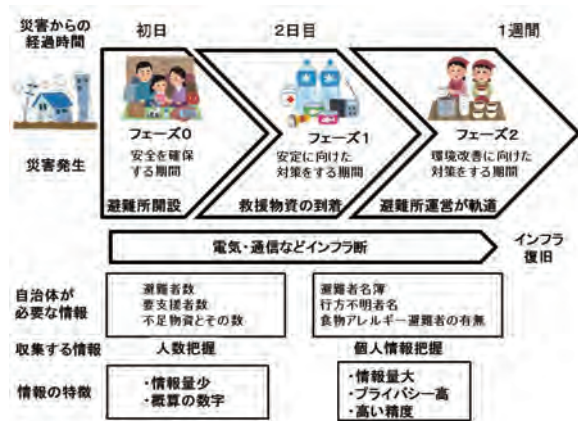 災害からの
経過時間
初日
2日目
1週間
災害発生
フェーズ0
安全を確保
する期間
避難所開設
フェーズ1
安定に向けた
対策をする期間
救援物資の到着
フェーズ2
環境改善に向けた
対策をする期間
避難所運営が軌道
電気・通信などインフラ断
インフラ
復旧
自治体が
必要な情報
避難者数
要支援者数
不足物資とその数
避難者名簿
行方不明者名
食物アレルギー避難者の有無
収集する情報
人数把握
個人情報把握
情報の特徴
・情報量少
・概算の数字
・情報量大
・プライバシー高
・高い精度